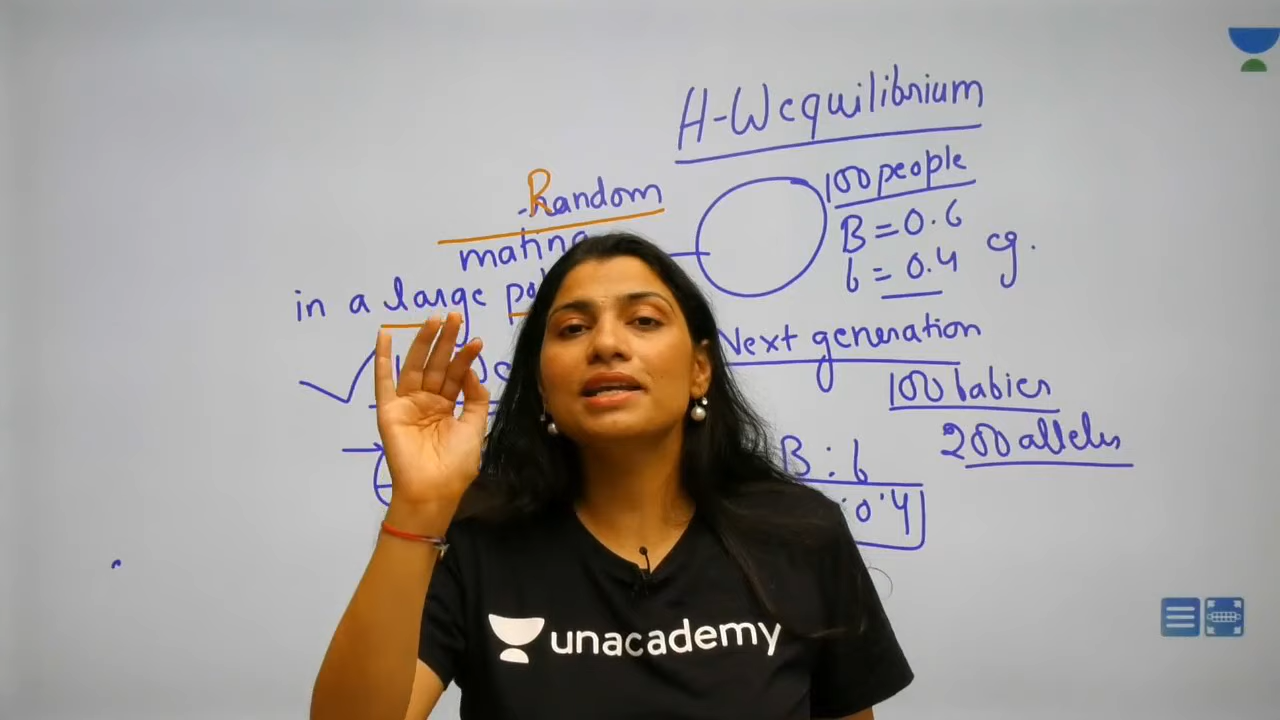 H-W equilibrium
100 people
B = 0.6
b = 0.4 eg.
Random
mating
in a large
Next generation
100 babies
200 alleles
B : b
: 0.4
unacademy